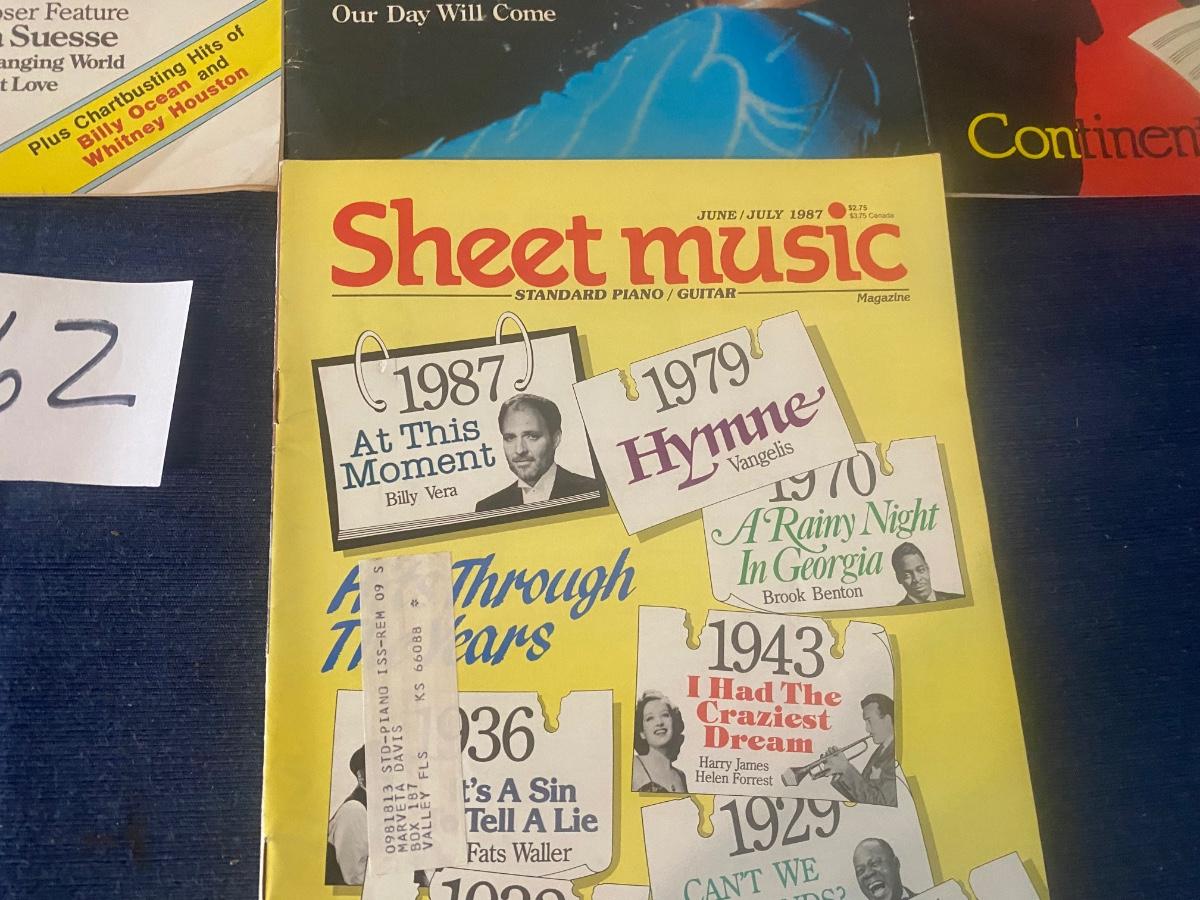 oser Feature
Suesse
anging World
t Love
Plus Chartbusting Hits of
Billy Ocean and
Whitney Houston
Our Day Will Come
Continen
62
JUNE / JULY 1987
$2.75
$3.75 Canada
Sheet music
STANDARD PIANO / GUITAR
Magazine
1987
At This
Moment
Billy Vera
1979
Hymne
Vangelis
1970
A Rainy Night
In Georgia
Brook Benton
Through
ears
0981813 STD-PIANO ISS-REM 09 S
MARVETA DAVIS
BOX 187
VALLEY FLS KS 66088 *
1943
I Had The
Craziest
Dream
Harry James
Helen Forrest
1936
t's A Sin
Tell A Lie
Fats Waller
1929
CAN'T WE